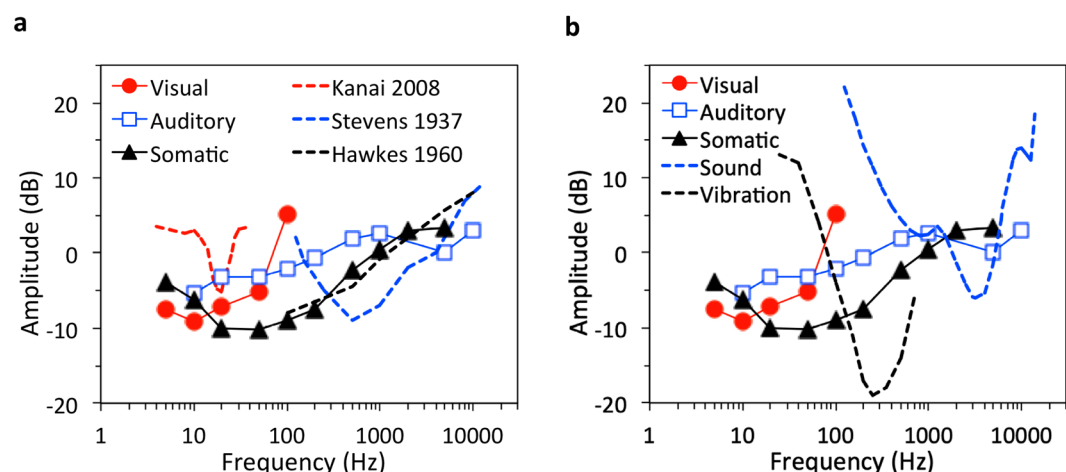 a
Visual
Auditory
Somatic
Kanai 2008
Stevens 1937
Hawkes 1960
Amplitude (dB)
20
10
0
-10
-20
1
10
100
1000
10000
Frequency (Hz)
b
Visual
Auditory
Somatic
Sound
Vibration
Amplitude (dB)
20
10
0
-10
-20
1
10
100
1000
10000
Frequency (Hz)